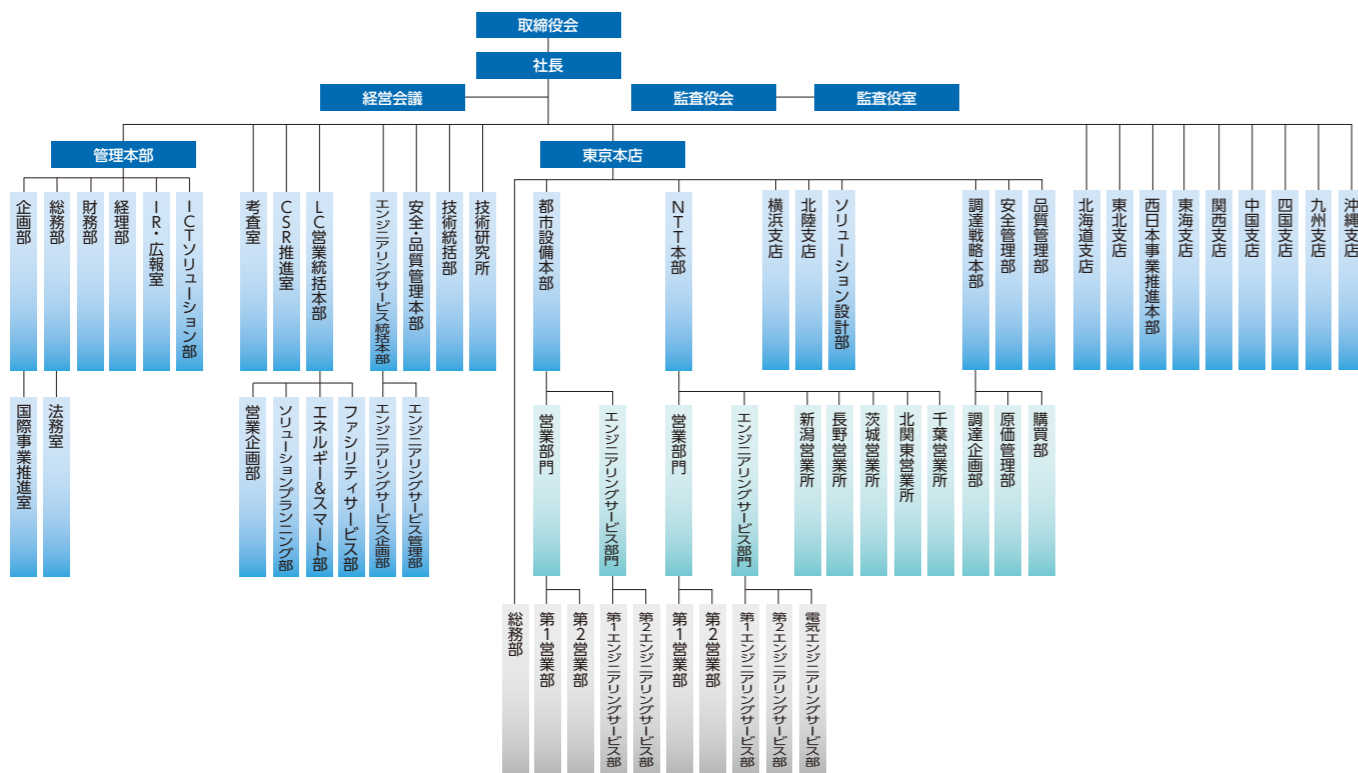 取締役会
社長
経営会議
監査役会
監査役室
管理本部
東京本店
企画部
総務部
財務部
経理部
IR・広報室
ICTソリューション部
考査室
CSR推進室
LC営業統括本部
エンジニアリングサービス統括本部
安全・品質管理本部
技術統括部
技術研究所
都市設備本部
NTT本部
横浜支店
北陸支店
ソリューション設計部
調達戦略本部
安全管理部
品質管理部
北海道支店
東北支店
西日本事業推進本部
東海支店
関西支店
中国支店
四国支店
九州支店
沖縄支店
国際事業推進室
法務室
営業企画部
ソリューションプランニング部
エネルギー&スマート部
ファシリティサービス部
エンジニアリングサービス企画部
エンジニアリングサービス管理部
営業部門
エンジニアリングサービス部門
営業部門
エンジニアリングサービス部門
新潟営業所
長野営業所
茨城営業所
北関東営業所
千葉営業所
調達企画部
原価管理部
購買部
総務部
第1営業部
第2営業部
第1エンジニアリングサービス部
第2エンジニアリングサービス部
第1営業部
第2営業部
第1エンジニアリングサービス部
第2エンジニアリングサービス部
電気エンジニアリングサービス部